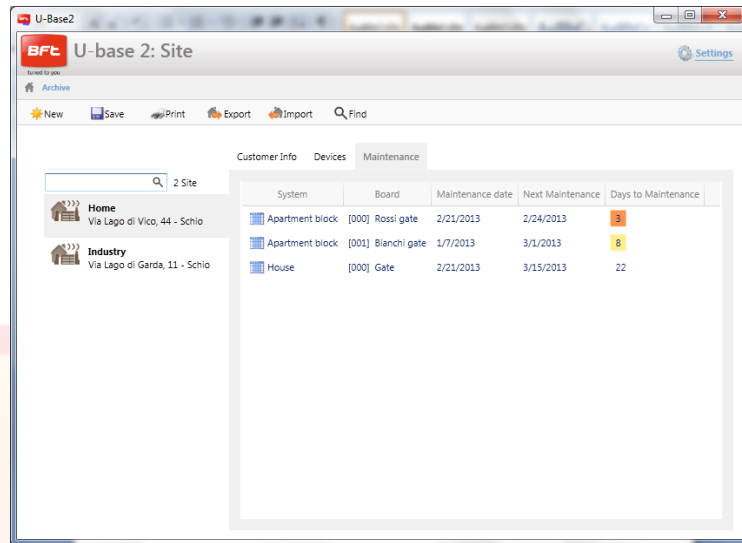 U-Base2
BFt
U-base 2: Site
Settings
tuned to you
Archive
New Save Print Export Import Find
Customer Info Devices Maintenance
2 Site
Home
Via Lago di Vico, 44 - Schio
Industry
Via Lago di Garda, 11 - Schio
System Board Maintenance date Next Maintenance Days to Maintenance
Apartment block [000] Rossi gate 2/21/2013 2/24/2013 3
Apartment block [001] Bianchi gate 1/7/2013 3/1/2013 8
House [000] Gate 2/21/2013 3/15/2013 22